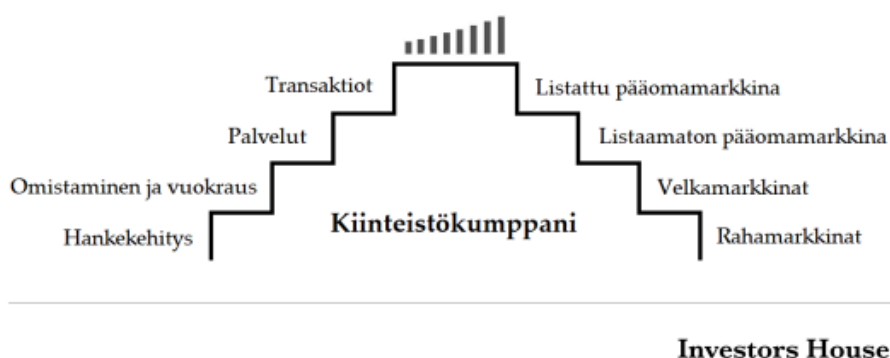 Transaktiot
Listattu pääomamarkkina
Palvelut
Listaamaton pääomamarkkina
Omistaminen ja vuokraus
Velkamarkkinat
Hankekehitys
Kiinteistökumppani
Rahamarkkinat
Investors House